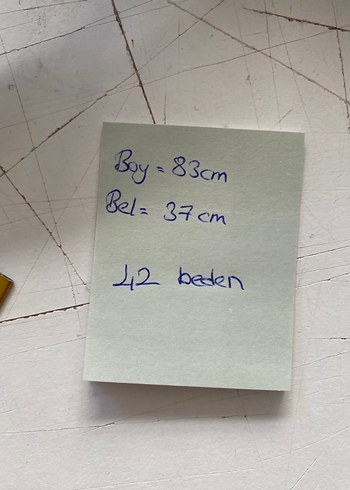 Boy = 83cm
Bel = 37cm
42 beden